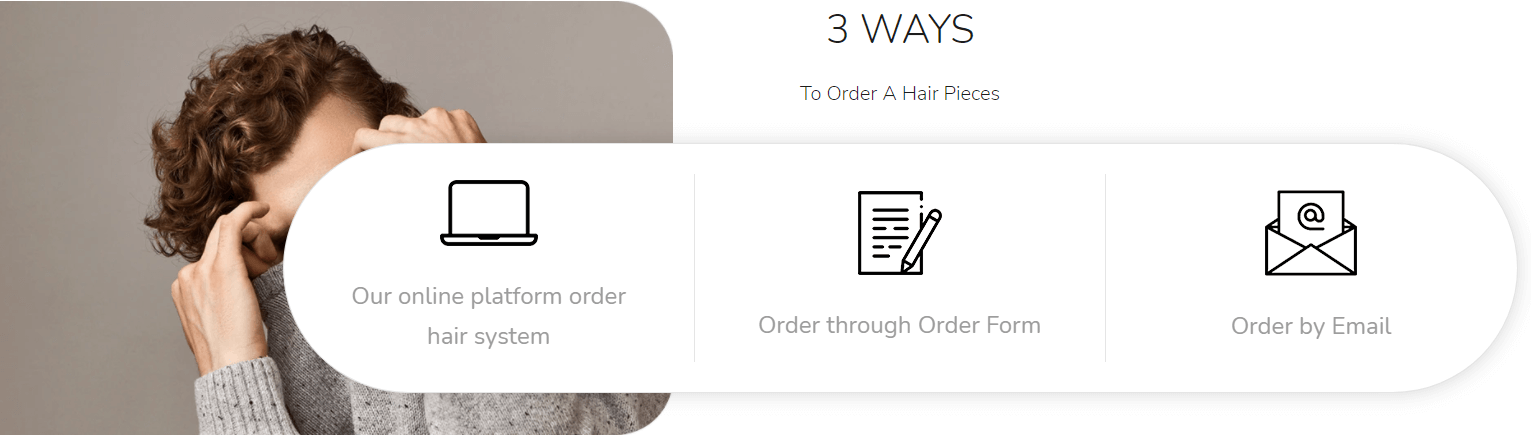 3 WAYS
To Order A Hair Pieces
Our online platform order
hair system
Order through Order Form
@
Order by Email